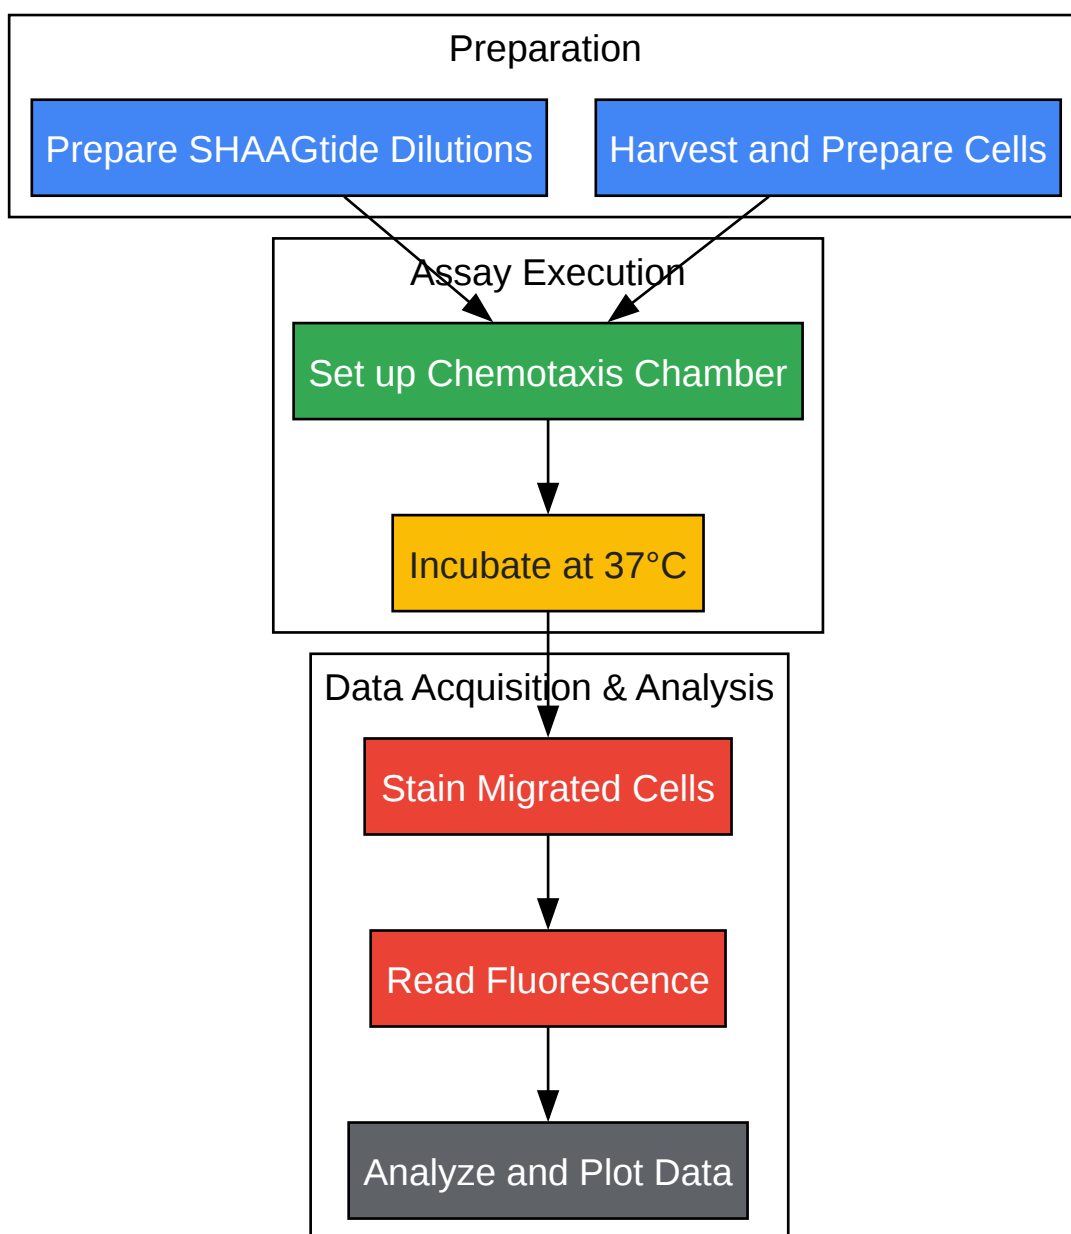 Preparation
Prepare SHAAGtide Dilutions
Harvest and Prepare Cells
Assay Execution
Set up Chemotaxis Chamber
Incubate at 37°C
Data Acquisition & Analysis
Stain Migrated Cells
Read Fluorescence
Analyze and Plot Data